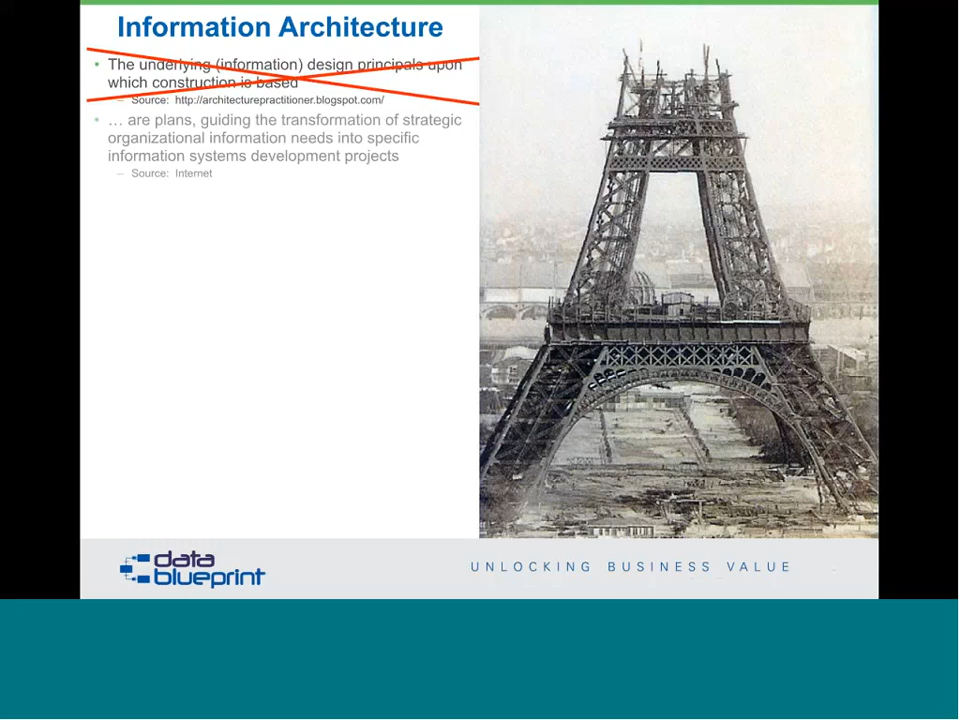 Information Architecture
• The underlying (information) design principals upon
which construction is based
– Source: http://architecturepractitioner.blogspot.com/
• … are plans, guiding the transformation of strategic
organizational information needs into specific
information systems development projects
– Source: Internet
data
blueprint
UNLOCKING BUSINESS VALUE